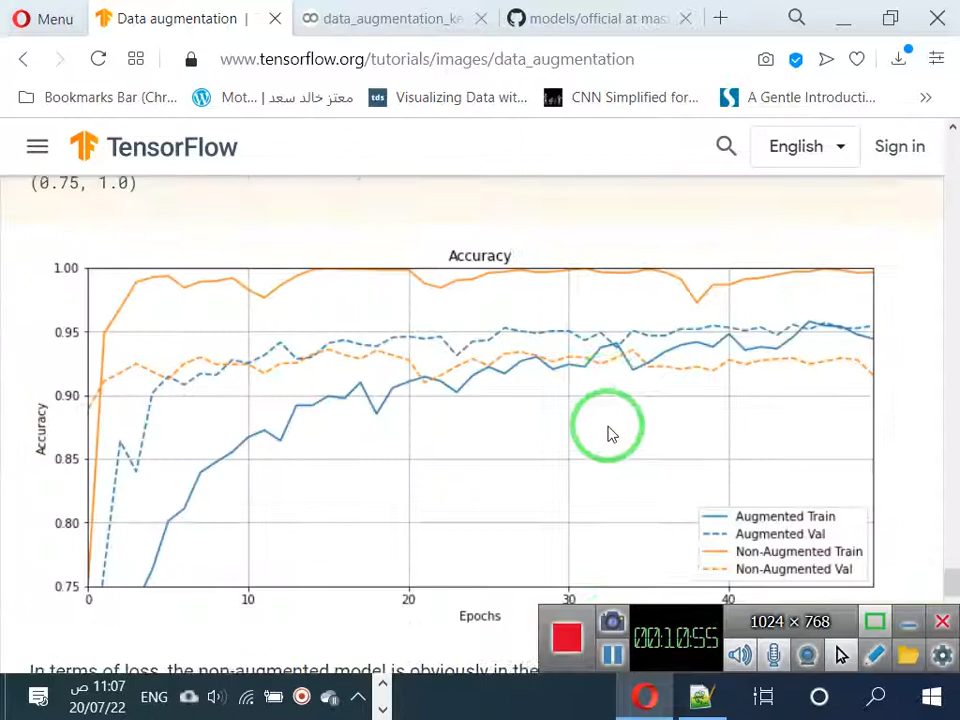 Menu
Data augmentation |
data_augmentation_ke
models/official at mas
www.tensorflow.org/tutorials/images/data_augmentation
Bookmarks Bar (Chr...
Mot... | معتز خالد سعد
tds
Visualizing Data wit...
CNN Simplified for...
A Gentle Introducti...
TensorFlow
English
Sign in
(0.75, 1.0)
Accuracy
1.00
0.95
0.90
0.85
0.80
0.75
Accuracy
0
10
20
30
40
Epochs
Augmented Train
Augmented Val
Non-Augmented Train
Non-Augmented Val
00:10:55
1024 × 768
In terms of loss, the non-augmented model is obviously in the
11:07 ص
20/07/22
ENG